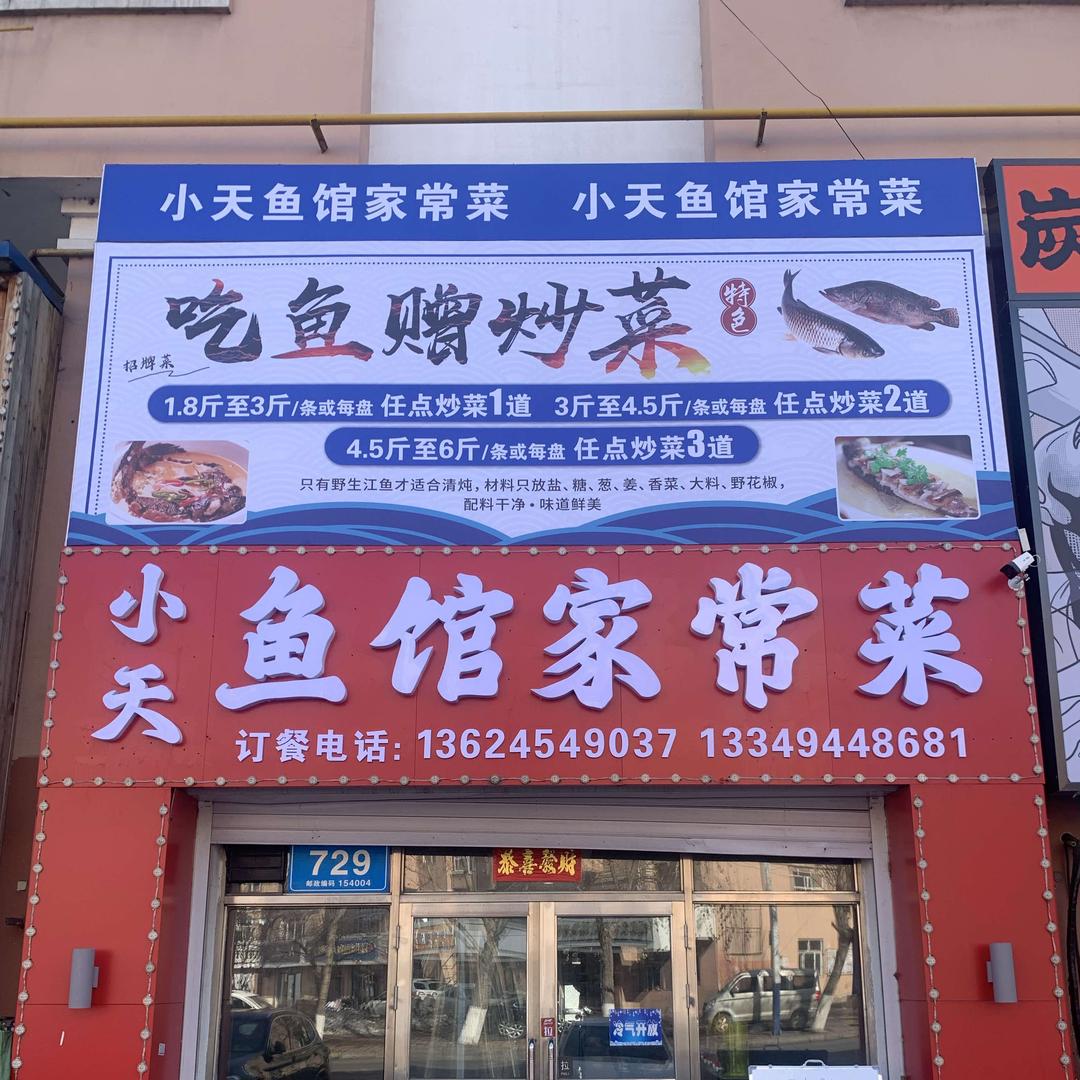 小天鱼馆家常菜 小天鱼馆家常菜
炭
吃鱼赠炒菜 特色
招牌菜
1.8斤至3斤/条或每盘 任点炒菜1道 3斤至4.5斤/条或每盘 任点炒菜2道
4.5斤至6斤/条或每盘 任点炒菜3道
只有野生江鱼才适合清炖,材料只放盐、糖、葱、姜、香菜、大料、野花椒,
配料干净·味道鲜美
小天鱼馆家常菜
订餐电话: 13624549037 13349448681
729
邮政编码 154004
恭喜發财
冷气开放
拉
拉